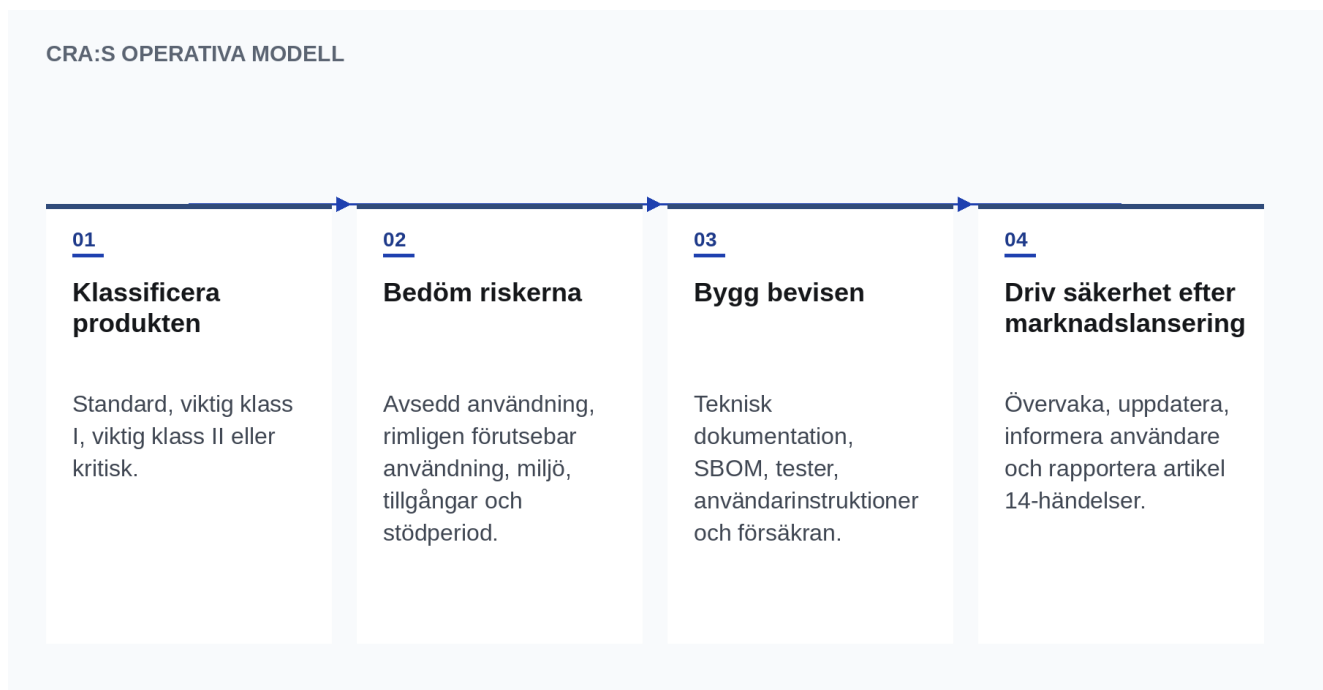 CRA:S OPERATIVA MODELL
01
Klassificera
produkten
Standard, viktig klass
I, viktig klass II eller
kritisk.
02
Bedöm riskerna
Avsedd användning,
rimligen förutsebar
användning, miljö,
tillgångar och
stödperiod.
03
Bygg bevisen
Teknisk
dokumentation,
SBOM, tester,
användarinstruktioner
och försäkran.
04
Driv säkerhet efter
marknadslansering
Övervaka, uppdatera,
informera användare
och rapportera artikel
14-händelser.